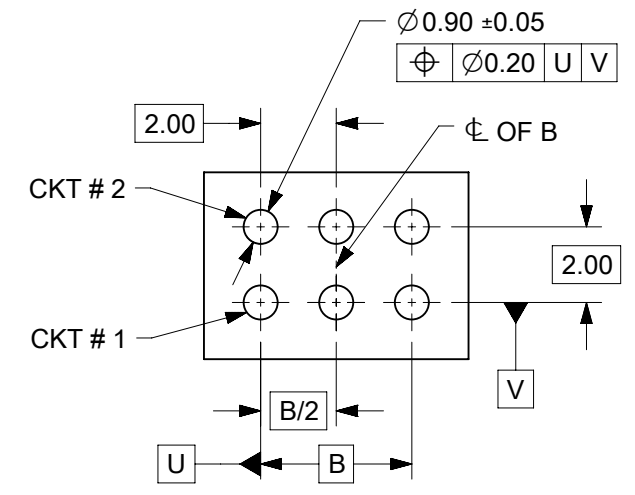 ∅0.90 ±0.05
⌖ ∅0.20 U V
2.00
℄ OF B
CKT # 2
2.00
CKT # 1
V
B/2
U
B